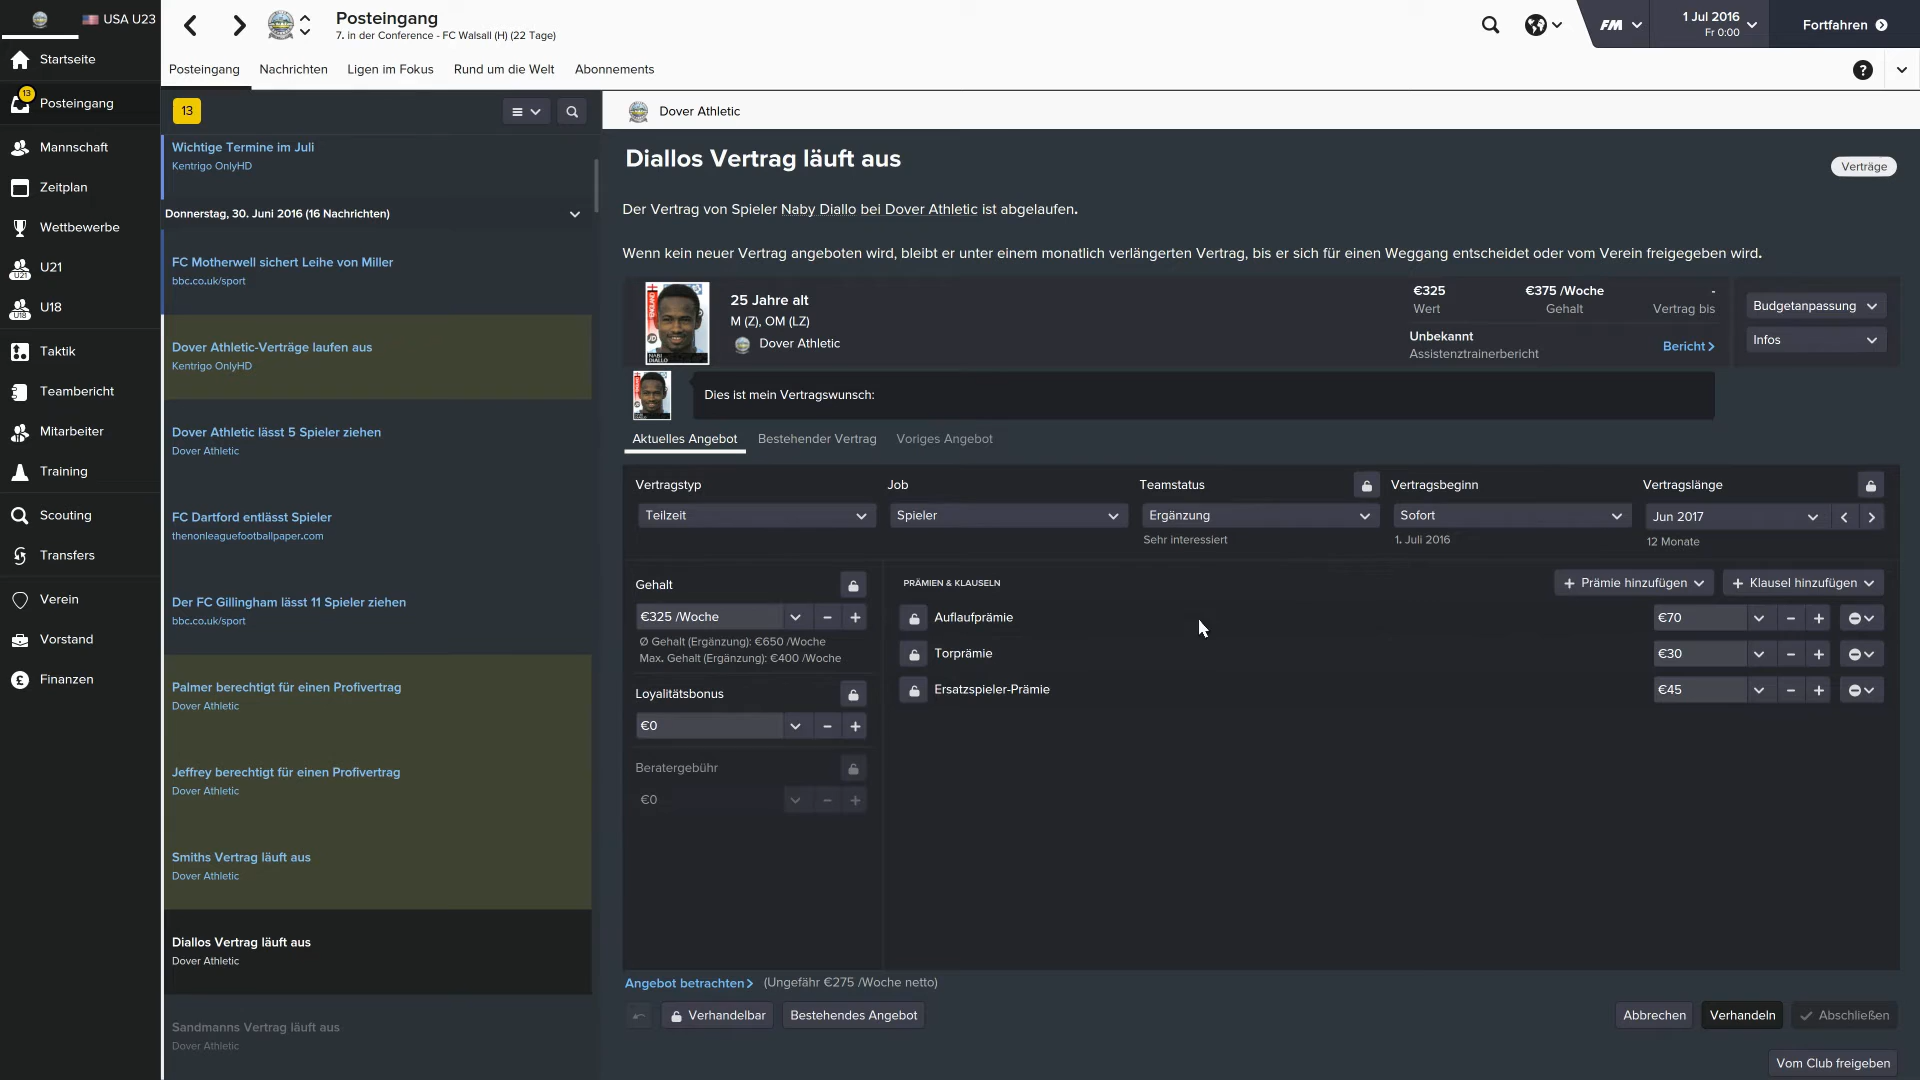 USA U23
Posteingang
7. in der Conference - FC Walsall (H) (22 Tage)
FM
1 Jul 2016
Fr 0:00
Fortfahren
Startseite
13
Posteingang
Mannschaft
Zeitplan
Wettbewerbe
U21
U21
U18
U18
Taktik
Teambericht
Mitarbeiter
Training
Scouting
Transfers
Verein
Vorstand
Finanzen
Posteingang Nachrichten Ligen im Fokus Rund um die Welt Abonnements
13
Wichtige Termine im Juli
Kentrigo OnlyHD
Donnerstag, 30. Juni 2016 (16 Nachrichten)
FC Motherwell sichert Leihe von Miller
bbc.co.uk/sport
Dover Athletic-Verträge laufen aus
Kentrigo OnlyHD
Dover Athletic lässt 5 Spieler ziehen
Dover Athletic
FC Dartford entlässt Spieler
thenonleaguefootballpaper.com
Der FC Gillingham lässt 11 Spieler ziehen
bbc.co.uk/sport
Palmer berechtigt für einen Profivertrag
Dover Athletic
Jeffrey berechtigt für einen Profivertrag
Dover Athletic
Smiths Vertrag läuft aus
Dover Athletic
Diallos Vertrag läuft aus
Dover Athletic
Sandmanns Vertrag läuft aus
Dover Athletic
Dover Athletic
Diallos Vertrag läuft aus
Verträge
Der Vertrag von Spieler Naby Diallo bei Dover Athletic ist abgelaufen.
Wenn kein neuer Vertrag angeboten wird, bleibt er unter einem monatlich verlängerten Vertrag, bis er sich für einen Weggang entscheidet oder vom Verein freigegeben wird.
ENGLAND
NABI
DIALLO
25 Jahre alt
M (Z), OM (LZ)
Dover Athletic
€325
Wert
€375 /Woche
Gehalt
-
Vertrag bis
Unbekannt
Assistenztrainerbericht
Bericht
Budgetanpassung
Infos
Dies ist mein Vertragswunsch:
Aktuelles Angebot Bestehender Vertrag Voriges Angebot
Vertragstyp
Teilzeit
Job
Spieler
Teamstatus
Ergänzung
Sehr interessiert
Vertragsbeginn
Sofort
1. Juli 2016
Vertragslänge
Jun 2017
12 Monate
Gehalt
€325 /Woche
Ø Gehalt (Ergänzung): €650 /Woche
Max. Gehalt (Ergänzung): €400 /Woche
Loyalitätsbonus
€0
Beratergebühr
€0
PRÄMIEN & KLAUSELN
Prämie hinzufügen
Klausel hinzufügen
Auflaufprämie €70
Torprämie €30
Ersatzspieler-Prämie €45
Angebot betrachten (Ungefähr €275 /Woche netto)
Verhandelbar Bestehendes Angebot
Abbrechen Verhandeln Abschließen
Vom Club freigeben